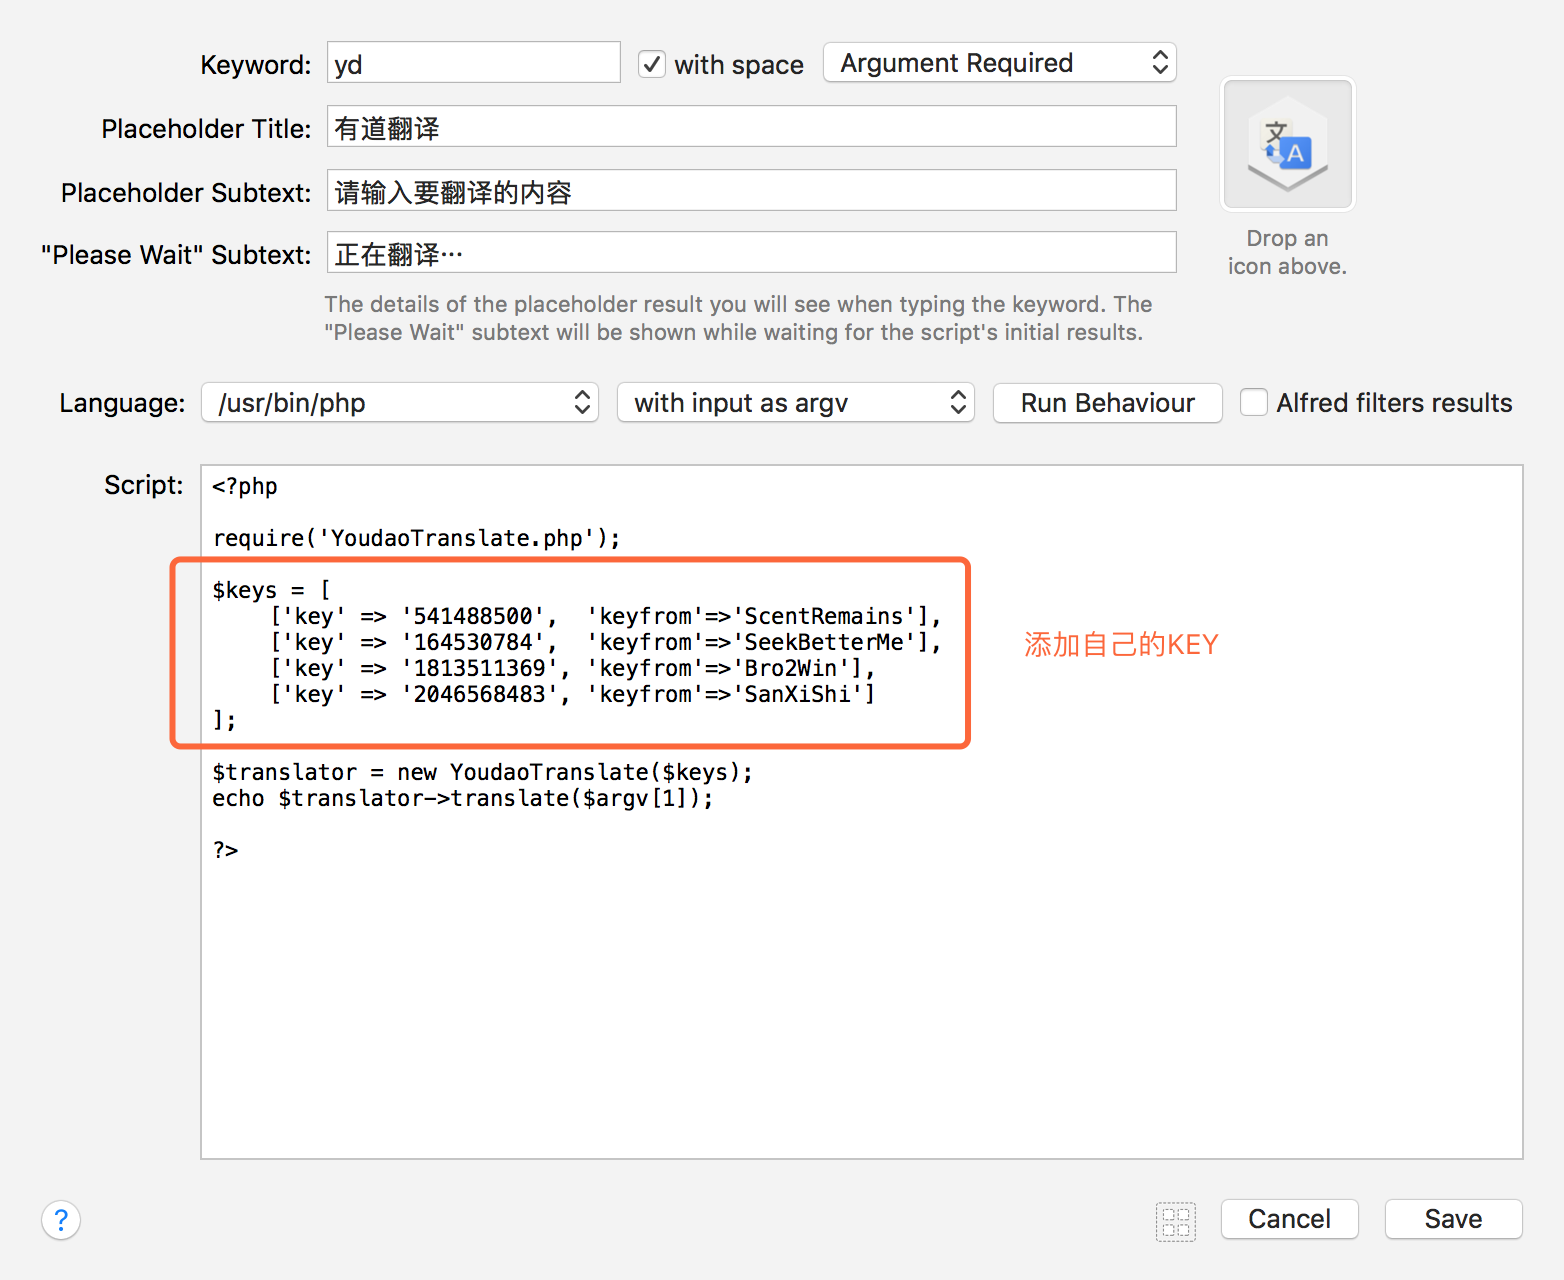 Keyword: yd with space Argument Required
Placeholder Title: 有道翻译
文 A
Placeholder Subtext: 请输入要翻译的内容
"Please Wait" Subtext: 正在翻译…
Drop an
icon above.
The details of the placeholder result you will see when typing the keyword. The
"Please Wait" subtext will be shown while waiting for the script's initial results.
Language: /usr/bin/php with input as argv Run Behaviour Alfred filters results
Script:
<?php
require('YoudaoTranslate.php');
$keys = [
    ['key' => '541488500',  'keyfrom'=>'ScentRemains'],
    ['key' => '164530784',  'keyfrom'=>'SeekBetterMe'],
    ['key' => '1813511369', 'keyfrom'=>'Bro2Win'],
    ['key' => '2046568483', 'keyfrom'=>'SanXiShi']
];
添加自己的KEY
$translator = new YoudaoTranslate($keys);
echo $translator->translate($argv[1]);
?>
? Cancel Save